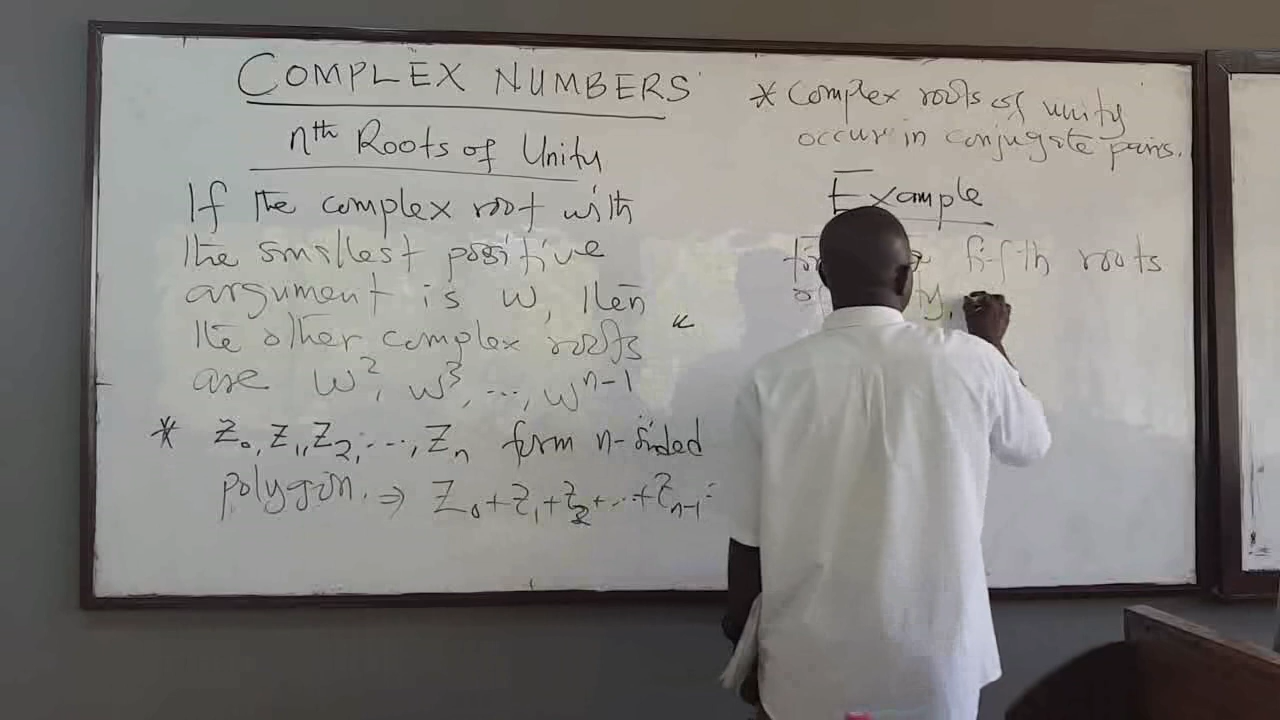 COMPLEX NUMBERS
nth Roots of Unity
If the complex root with
the smallest positive
argument is w, then
the other complex roots
are w², w³, ..., wⁿ⁻¹
* Z₀, Z₁, Z₂, ..., Zₙ form n-sided
polygon. ⇒ Z₀+Z₁+Z₂+...+Zₙ₋₁ =
* Complex roots of unity
occur in conjugate pairs.
Example
fifth roots